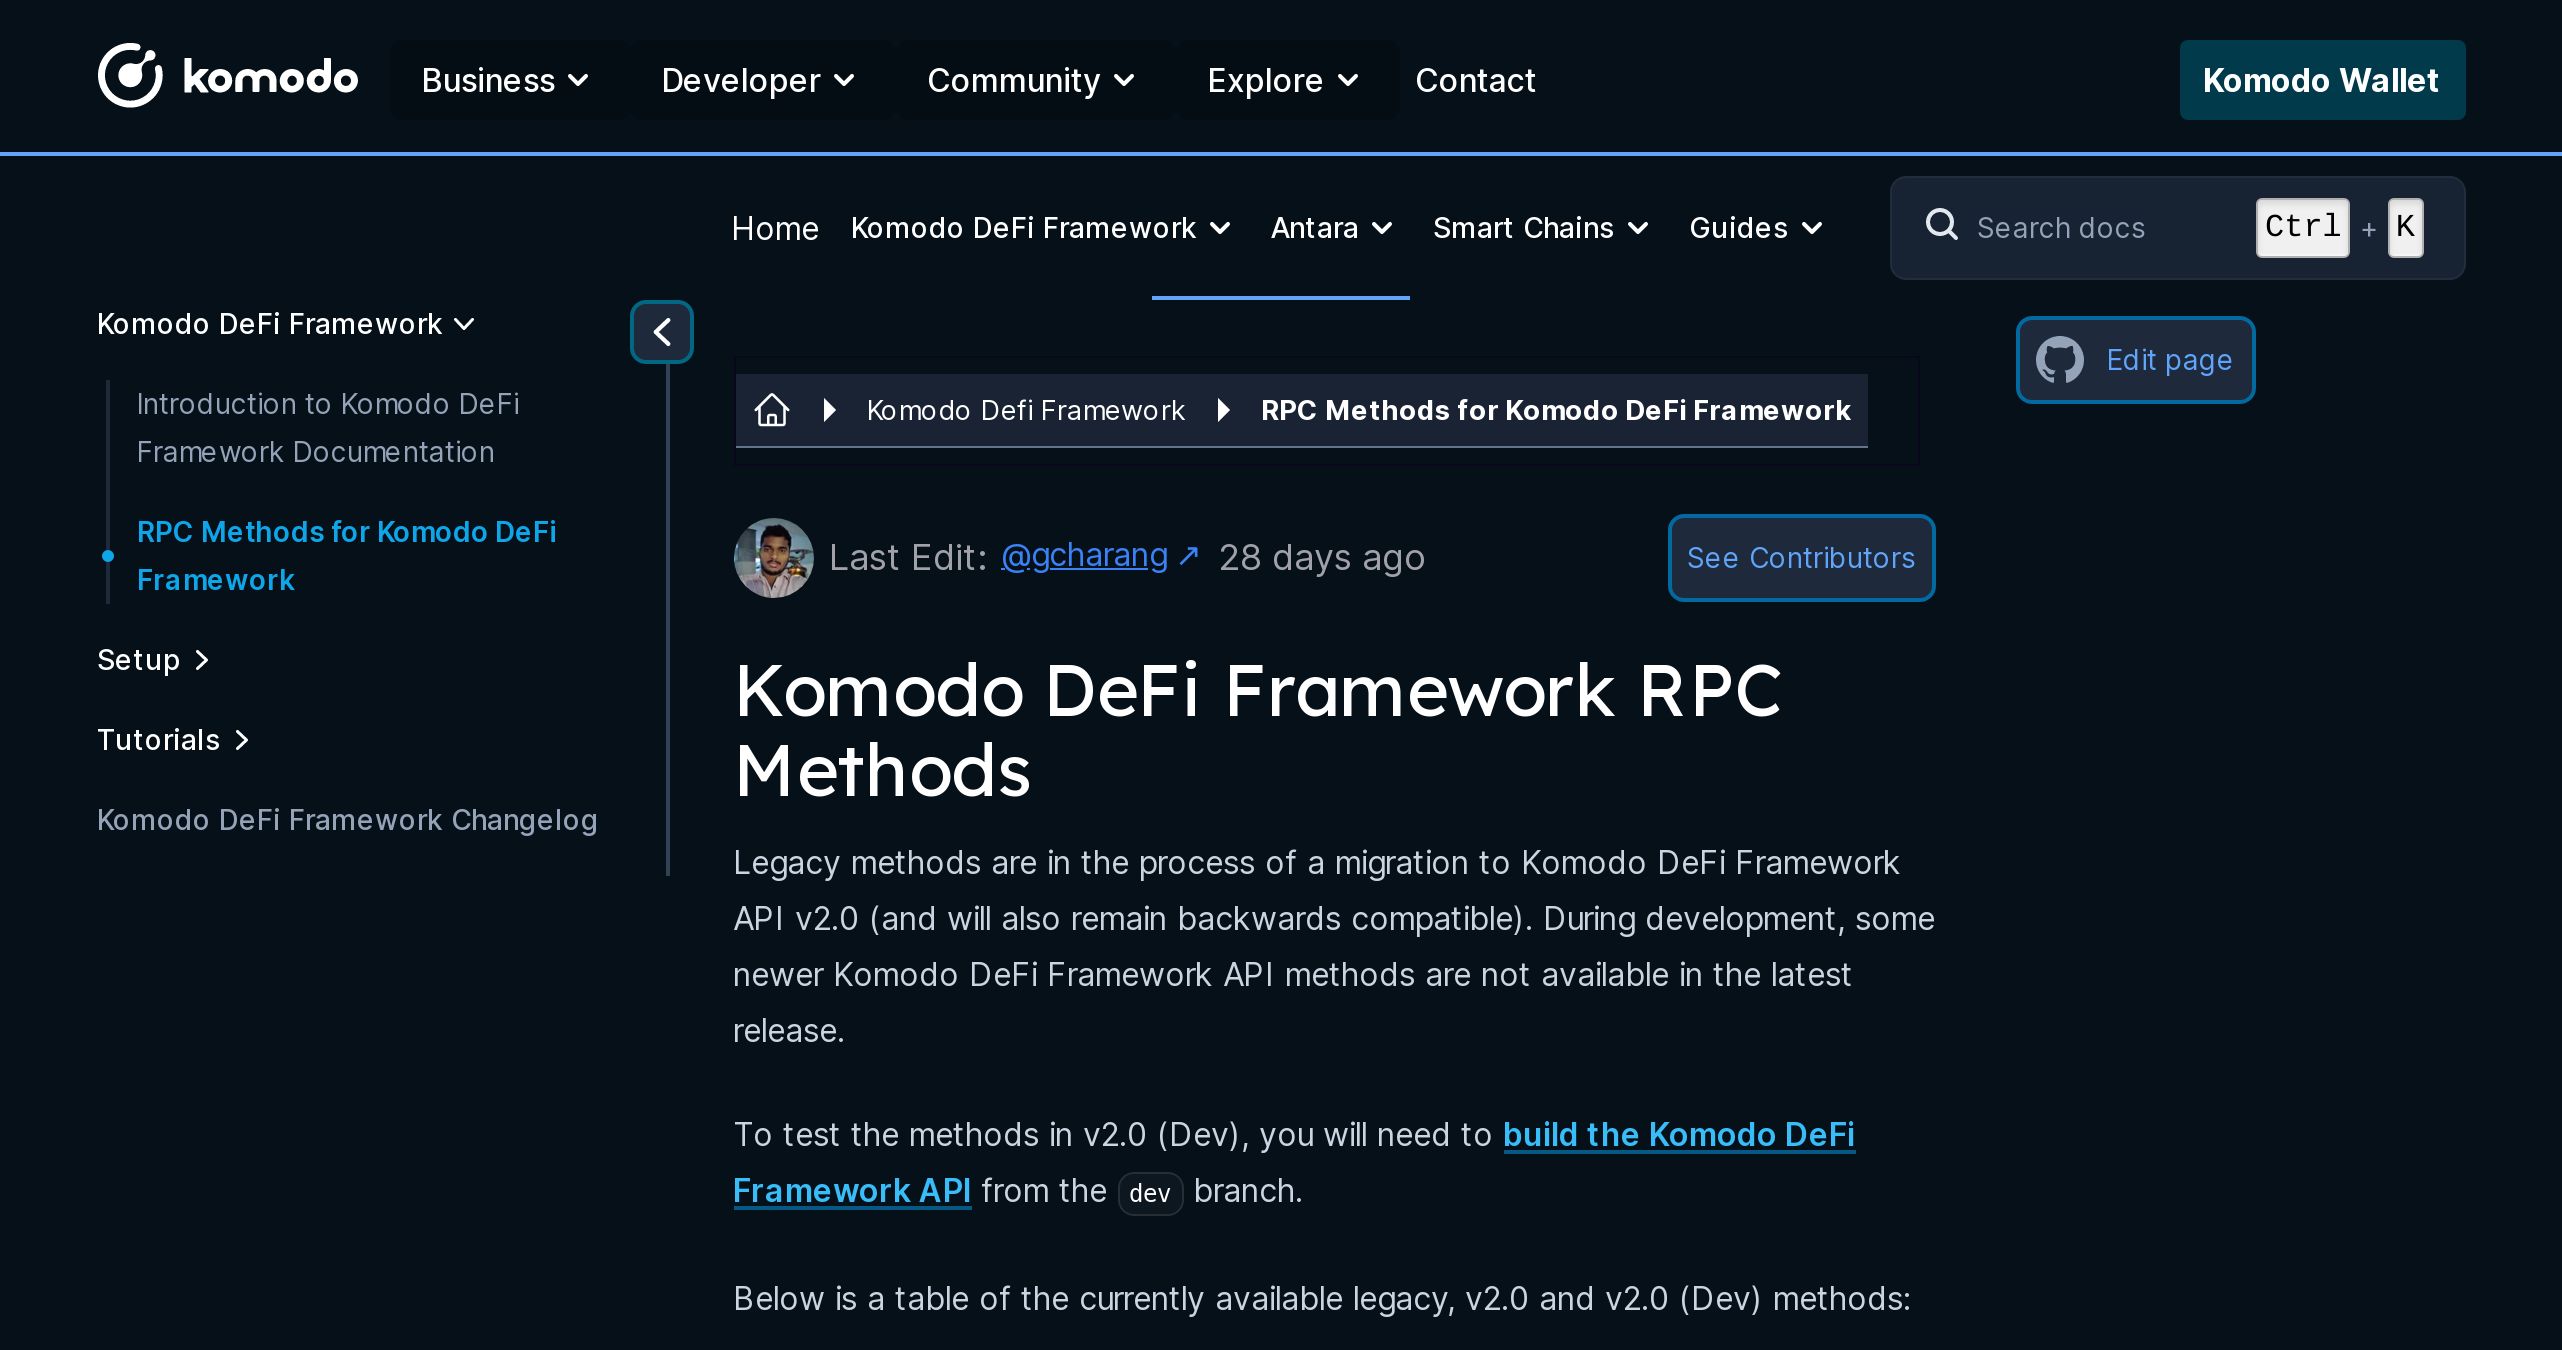 komodo
Business
Developer
Community
Explore
Contact
Komodo Wallet
Home
Komodo DeFi Framework
Antara
Smart Chains
Guides
Search docs
Ctrl + K
Komodo DeFi Framework
Introduction to Komodo DeFi
Framework Documentation
RPC Methods for Komodo DeFi
Framework
Setup
Tutorials
Komodo DeFi Framework Changelog
Komodo Defi Framework
RPC Methods for Komodo DeFi Framework
Edit page
Last Edit: @gcharang ↗ 28 days ago
See Contributors
Komodo DeFi Framework RPC
Methods
Legacy methods are in the process of a migration to Komodo DeFi Framework
API v2.0 (and will also remain backwards compatible). During development, some
newer Komodo DeFi Framework API methods are not available in the latest
release.
To test the methods in v2.0 (Dev), you will need to build the Komodo DeFi
Framework API from the dev branch.
Below is a table of the currently available legacy, v2.0 and v2.0 (Dev) methods: